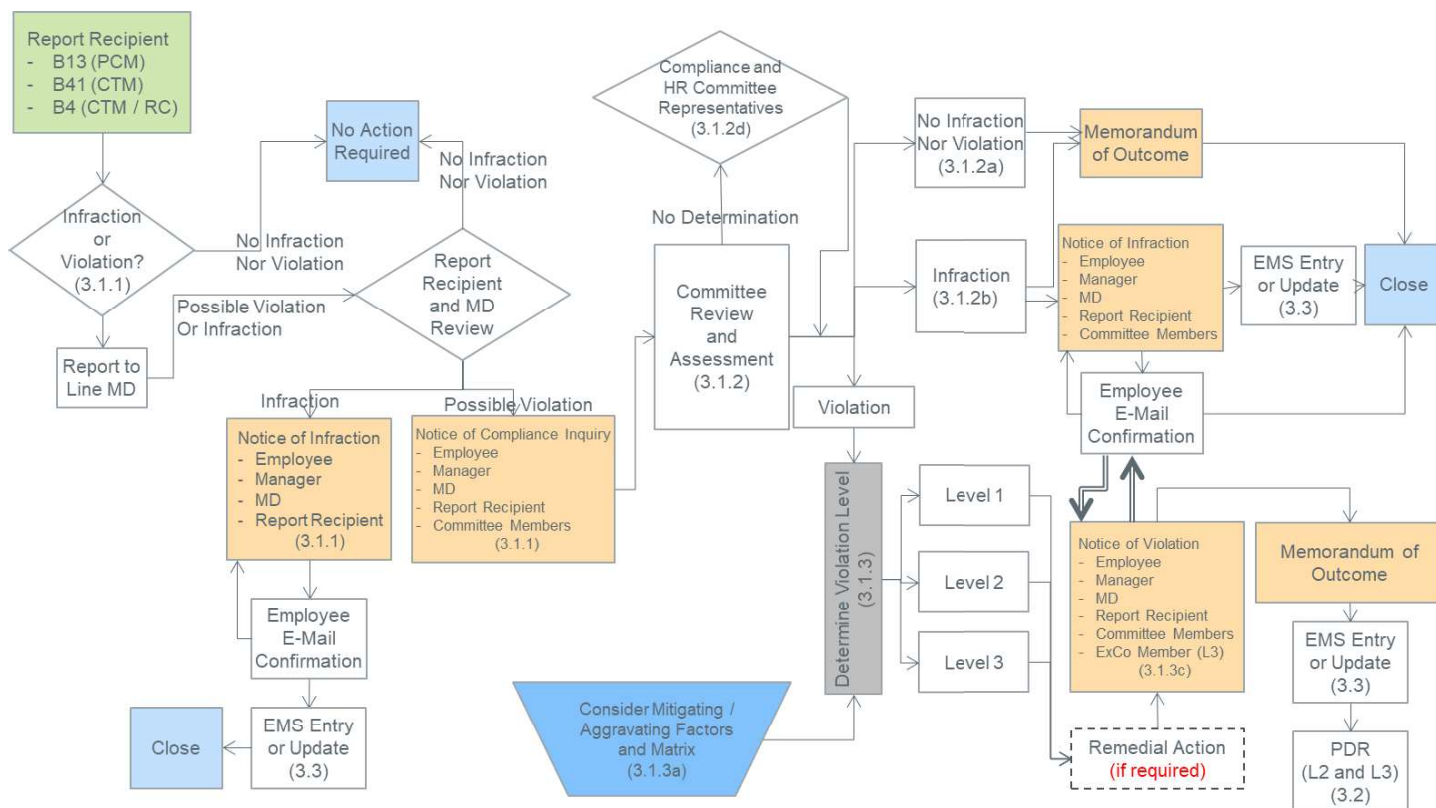 Report Recipient
- B13 (PCM)
- B41 (CTM)
- B4 (CTM / RC)
No Action
Required
No Infraction
Nor Violation
Infraction
or
Violation?
(3.1.1)
No Infraction
Nor Violation
Report
Recipient
and MD
Review
Possible Violation
Or Infraction
Report to
Line MD
Infraction
Possible Violation
Notice of Infraction
- Employee
- Manager
- MD
- Report Recipient
(3.1.1)
Notice of Compliance Inquiry
- Employee
- Manager
- MD
- Report Recipient
- Committee Members
(3.1.1)
Employee
E-Mail
Confirmation
EMS Entry
or Update
(3.3)
Close
Compliance and
HR Committee
Representatives
(3.1.2d)
No Determination
Committee
Review
and
Assessment
(3.1.2)
No Infraction
Nor Violation
(3.1.2a)
Memorandum
of Outcome
Infraction
(3.1.2b)
Notice of Infraction
- Employee
- Manager
- MD
- Report Recipient
- Committee Members
EMS Entry
or Update
(3.3)
Close
Employee
E-Mail
Confirmation
Violation
Determine Violation Level
(3.1.3)
Level 1
Level 2
Level 3
Consider Mitigating /
Aggravating Factors
and Matrix
(3.1.3a)
Notice of Violation
- Employee
- Manager
- MD
- Report Recipient
- Committee Members
- ExCo Member (L3)
(3.1.3c)
Remedial Action
(if required)
Memorandum of
Outcome
EMS Entry
or Update
(3.3)
PDR
(L2 and L3)
(3.2)